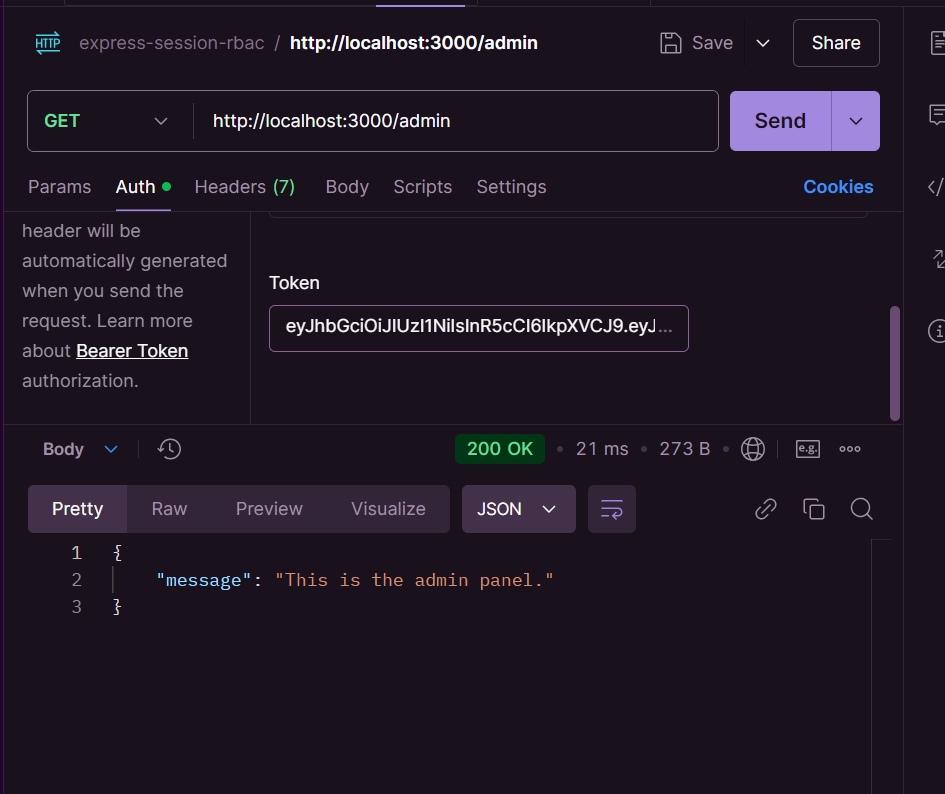 HTTP express-session-rbac / http://localhost:3000/admin Save Share
GET http://localhost:3000/admin Send
Params Auth Headers (7) Body Scripts Settings Cookies
header will be
automatically generated
when you send the
request. Learn more
about Bearer Token
authorization.
Token
eyJhbGciOiJIUzI1NiIsInR5cCI6IkpXVCJ9.eyJ...
Body 200 OK • 21 ms • 273 B • e.g.
Pretty Raw Preview Visualize JSON
1 {
2 "message": "This is the admin panel."
3 }